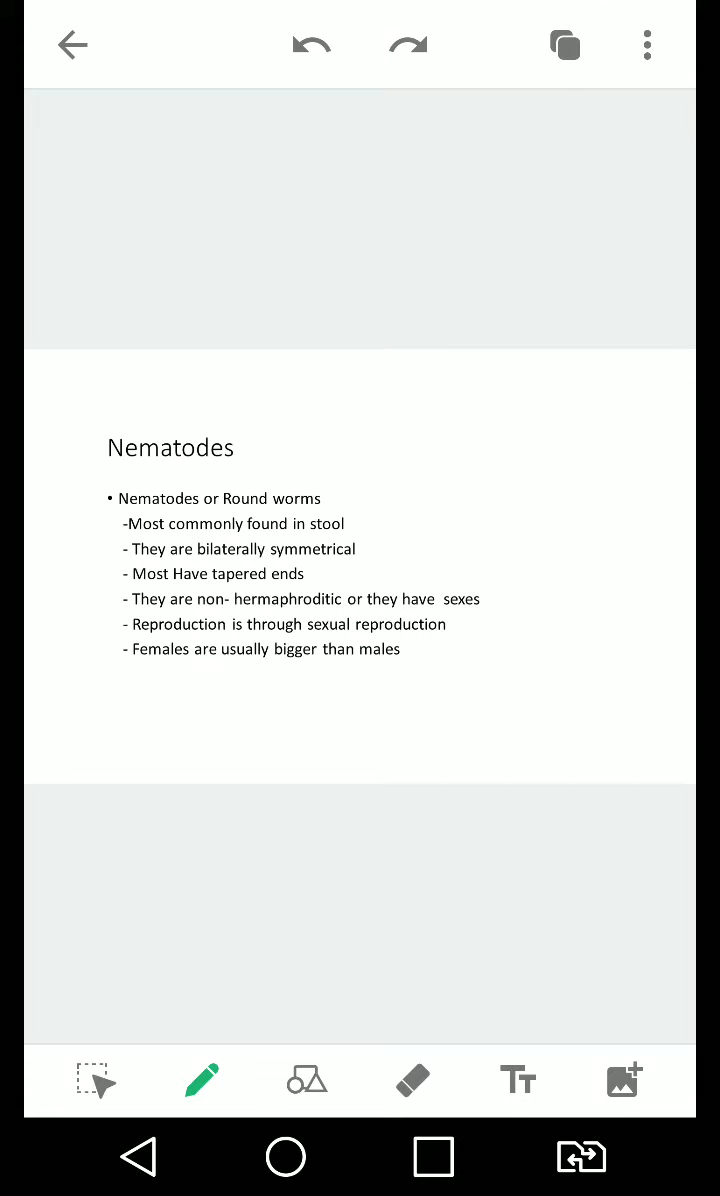 Nematodes
• Nematodes or Round worms
-Most commonly found in stool
- They are bilaterally symmetrical
- Most Have tapered ends
- They are non- hermaphroditic or they have  sexes
- Reproduction is through sexual reproduction
- Females are usually bigger than males
TT